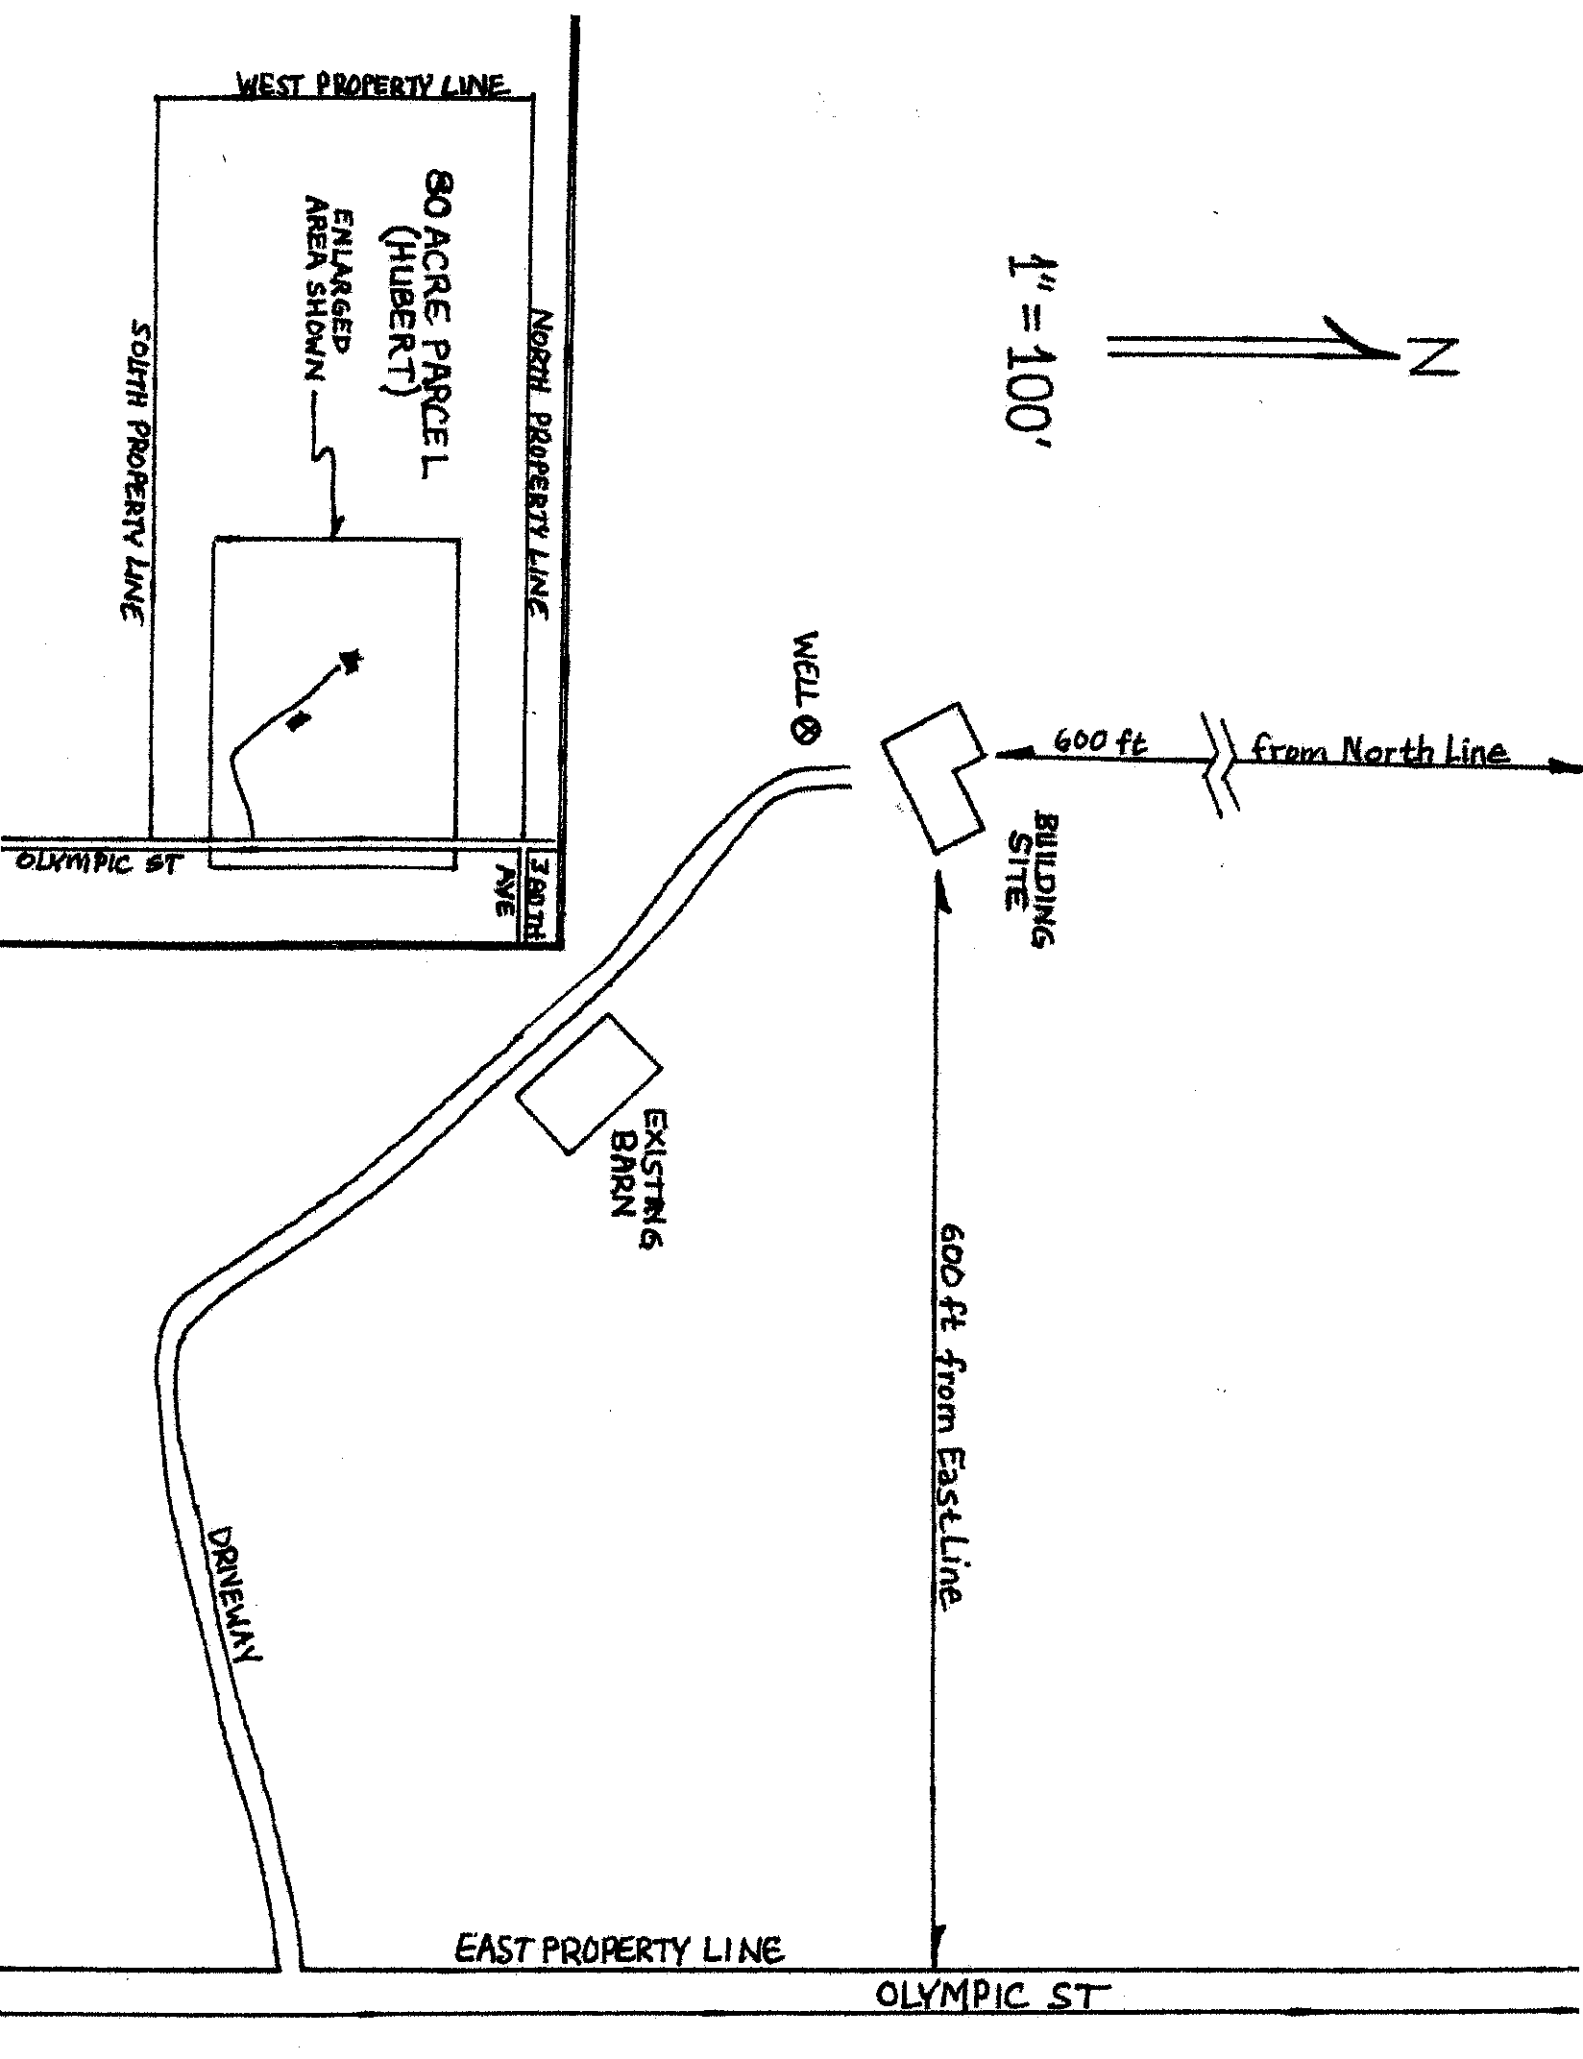 N
1" = 100'
WEST PROPERTY LINE
NORTH PROPERTY LINE
80 ACRE PARCEL
(HUBERT)
ENLARGED
AREA SHOWN
SOUTH PROPERTY LINE
OLYMPIC ST
AVE
WELL
600 ft
from North Line
BUILDING
SITE
EXISTING
BARN
600 ft from East Line
DRIVEWAY
EAST PROPERTY LINE
OLYMPIC ST